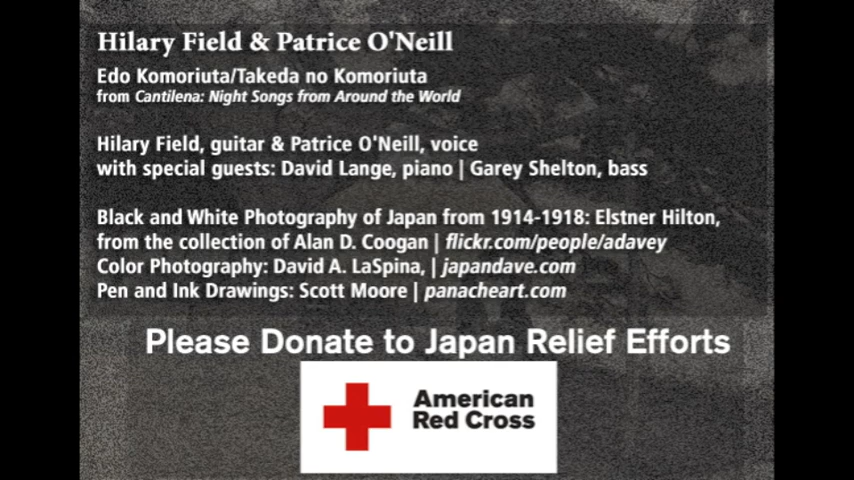 Hilary Field & Patrice O'Neill
Edo Komoriuta/Takeda no Komoriuta
from Cantilena: Night Songs from Around the World
Hilary Field, guitar & Patrice O'Neill, voice
with special guests: David Lange, piano | Garey Shelton, bass
Black and White Photography of Japan from 1914-1918: Elstner Hilton,
from the collection of Alan D. Coogan | flickr.com/people/adavey
Color Photography: David A. LaSpina, | japandave.com
Pen and Ink Drawings: Scott Moore | panacheart.com
Please Donate to Japan Relief Efforts
American
Red Cross